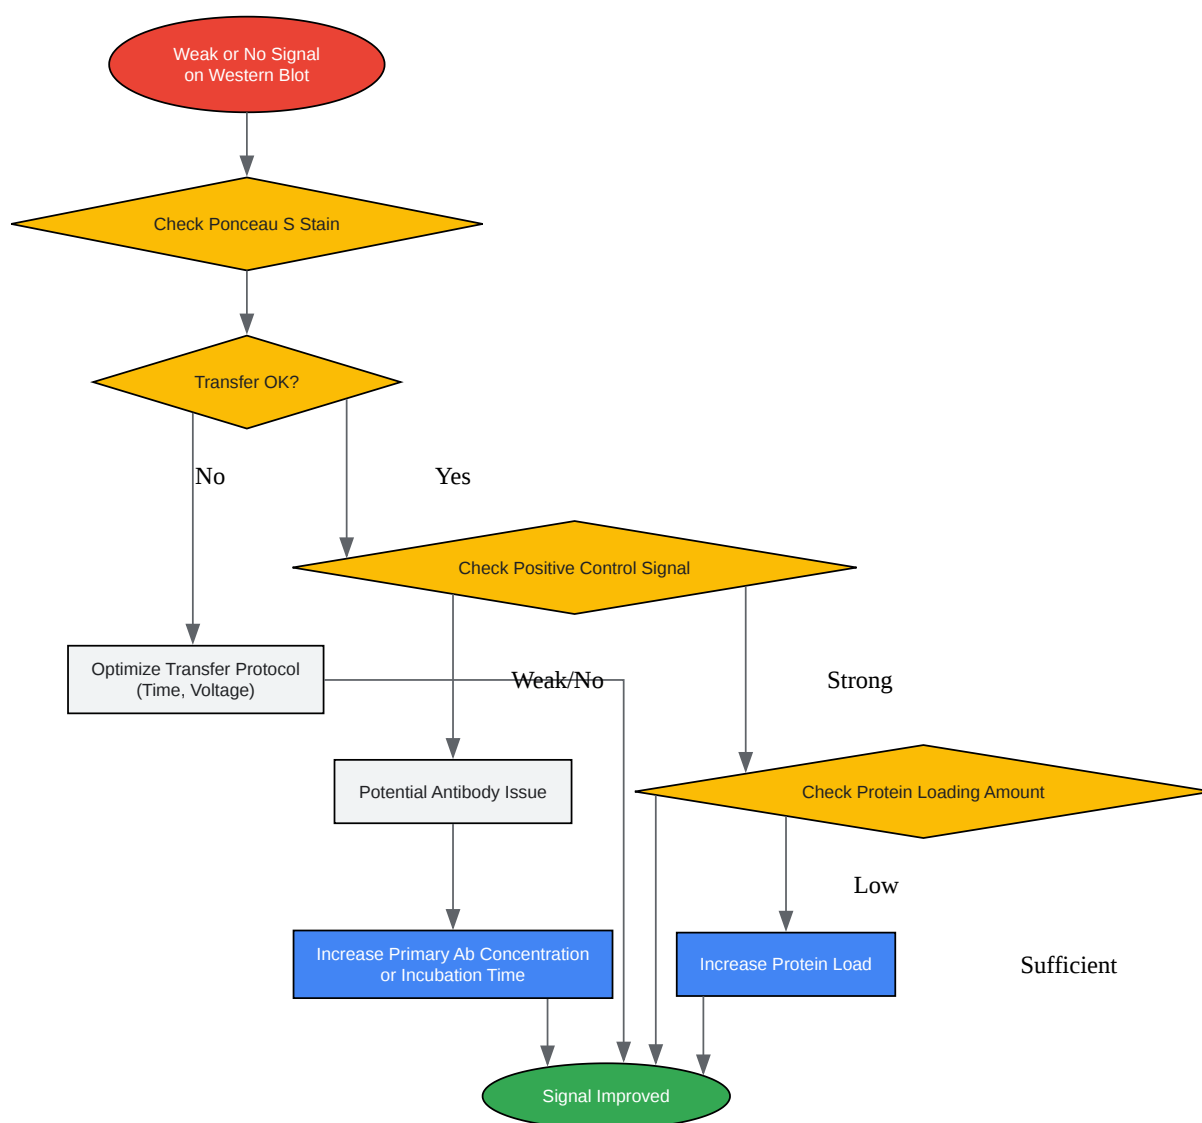 Weak or No Signal
on Western Blot
Check Ponceau S Stain
Transfer OK?
No
Yes
Check Positive Control Signal
Optimize Transfer Protocol
(Time, Voltage)
Weak/No
Strong
Potential Antibody Issue
Check Protein Loading Amount
Low
Increase Primary Ab Concentration
or Incubation Time
Increase Protein Load
Sufficient
Signal Improved